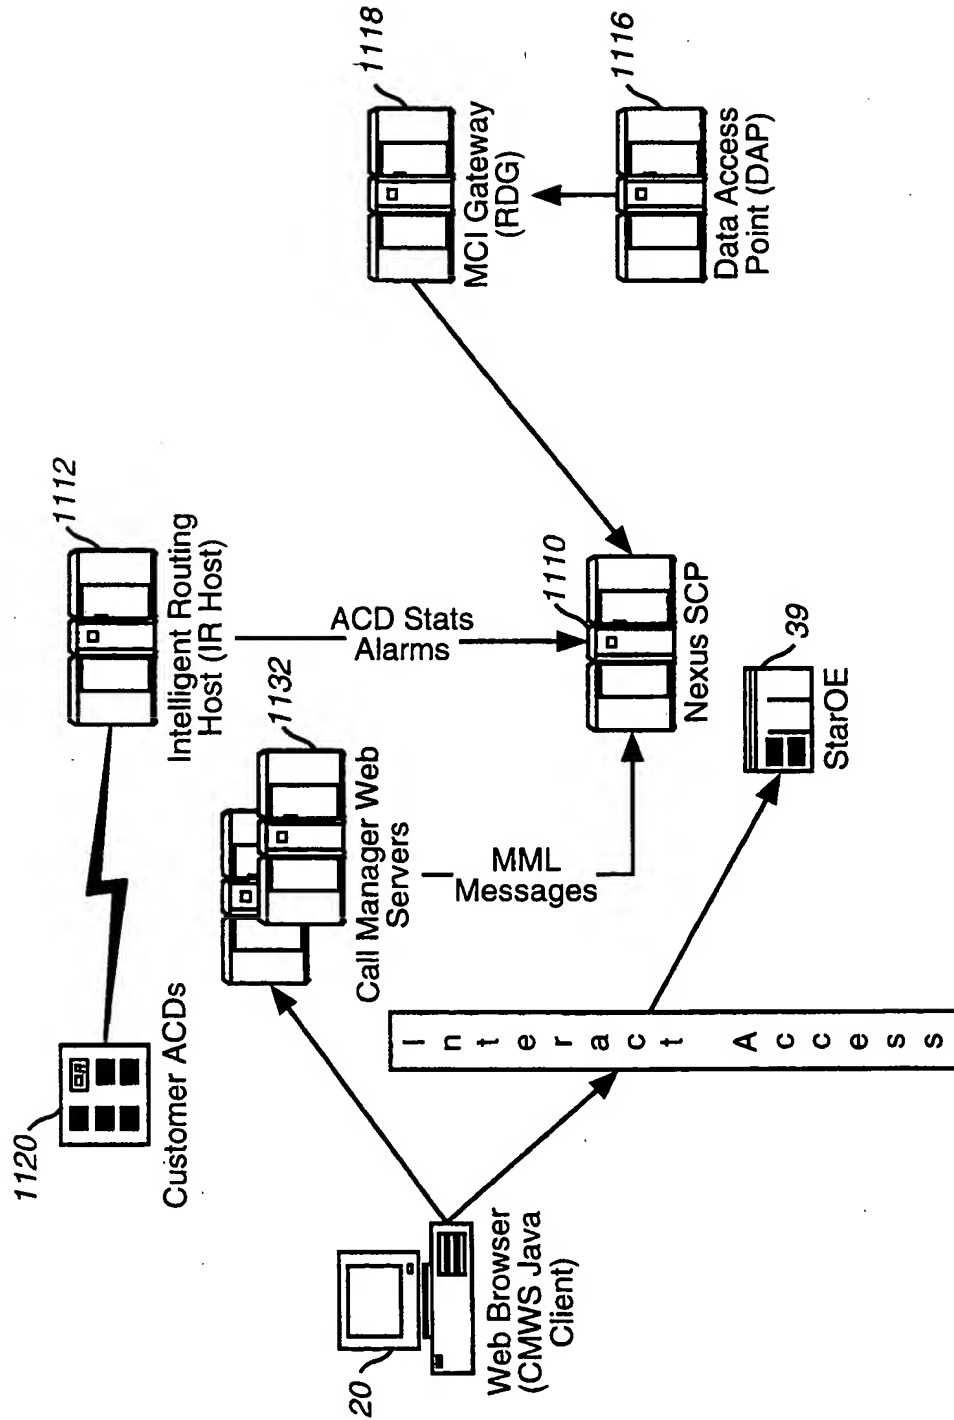 1120
Customer ACDs
1112
Intelligent Routing
Host (IR Host)
20
Web Browser
(CMWS Java
Client)
1132
Call Manager Web
Servers
ACD Stats
Alarms
MML
Messages
Interact Access
1110
Nexus SCP
39
StarOE
1118
MCI Gateway
(RDG)
1116
Data Access
Point (DAP)